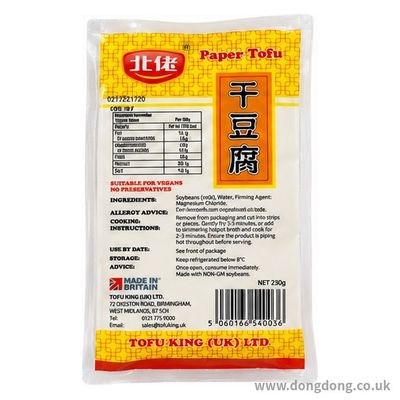 北佬
Paper Tofu
干豆腐
0217221720
SUITABLE FOR VEGANS
NO PRESERVATIVES
INGREDIENTS: Soybeans (soja), Water, Firming Agent:
Magnesium Chloride.
ALLERGY ADVICE:
COOKING INSTRUCTIONS: Remove from packaging and cut into strips
or pieces. Gently fry 3-5 minutes, or add
to simmering hotpot broth and cook for
2-3 minutes. Ensure the product is piping
hot throughout before serving.
USE BY DATE: See front of package
STORAGE: Keep refrigerated below 8°C
ADVICE: Once open, consume immediately.
Made with NON-GM soybeans.
MADE IN
BRITAIN
NET 230g
TOFU KING (UK) LTD.
72 OKESTON ROAD, BIRMINGHAM,
WEST MIDLANDS, B7 5CH
Tel: 0121 775 9000
Email: sales@tofuking.uk
5 060166 540036
TOFU KING (UK) LTD.
www.dongdong.co.uk